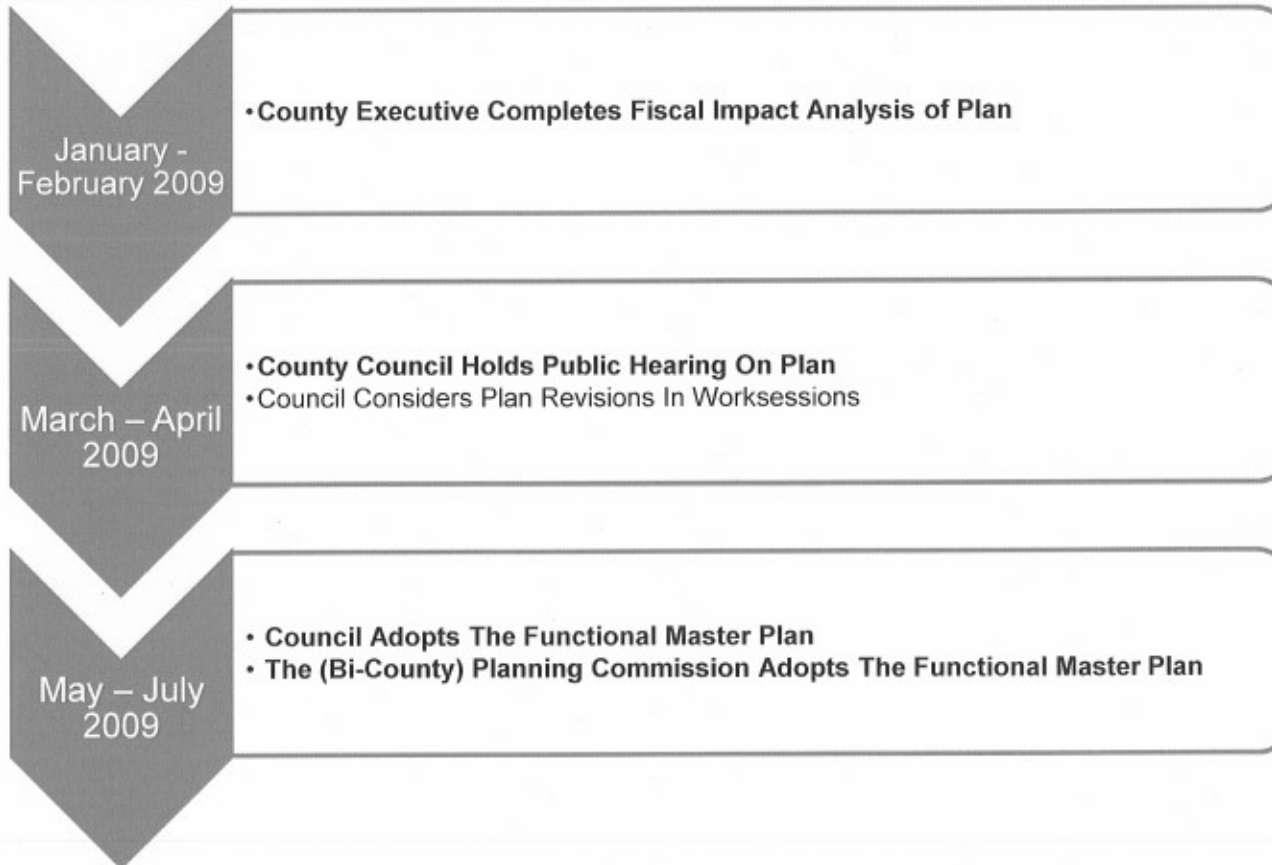 January -
February 2009
•County Executive Completes Fiscal Impact Analysis of Plan
March – April
2009
•County Council Holds Public Hearing On Plan
•Council Considers Plan Revisions In Worksessions
May – July
2009
• Council Adopts The Functional Master Plan
• The (Bi-County) Planning Commission Adopts The Functional Master Plan